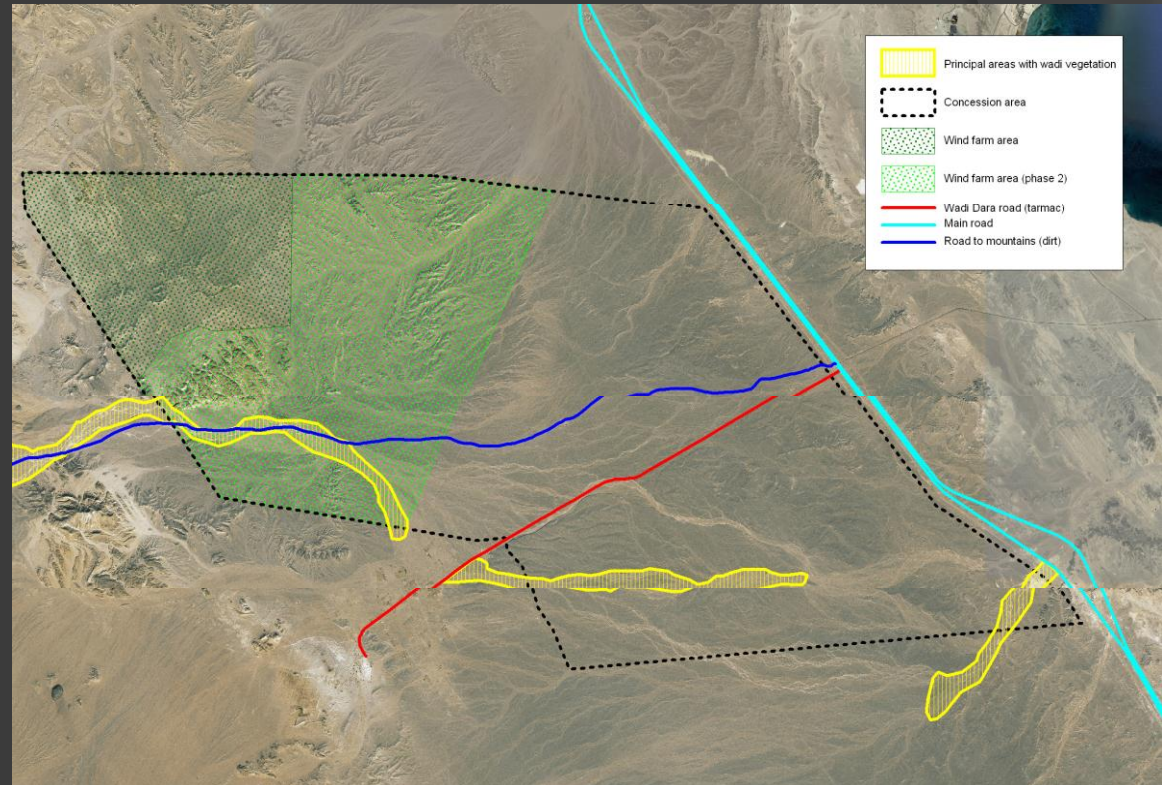 Principal areas with wadi vegetation
Concession area
Wind farm area
Wind farm area (phase 2)
Wadi Dara road (tarmac)
Main road
Road to mountains (dirt)